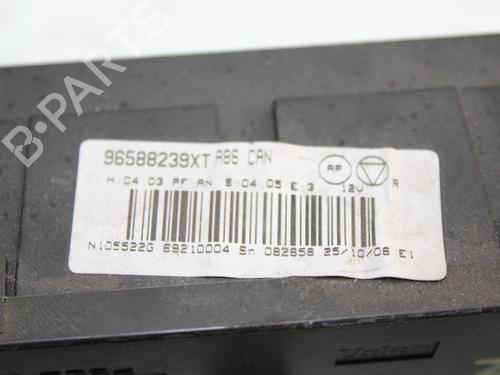 B-PARTS
96588239XT A86 CAN
AP
H:04.03 PF:AN S:04.05 E:3 12V R
N105522G 69210004 Sn 082656 25/10/06 E1
Valeo